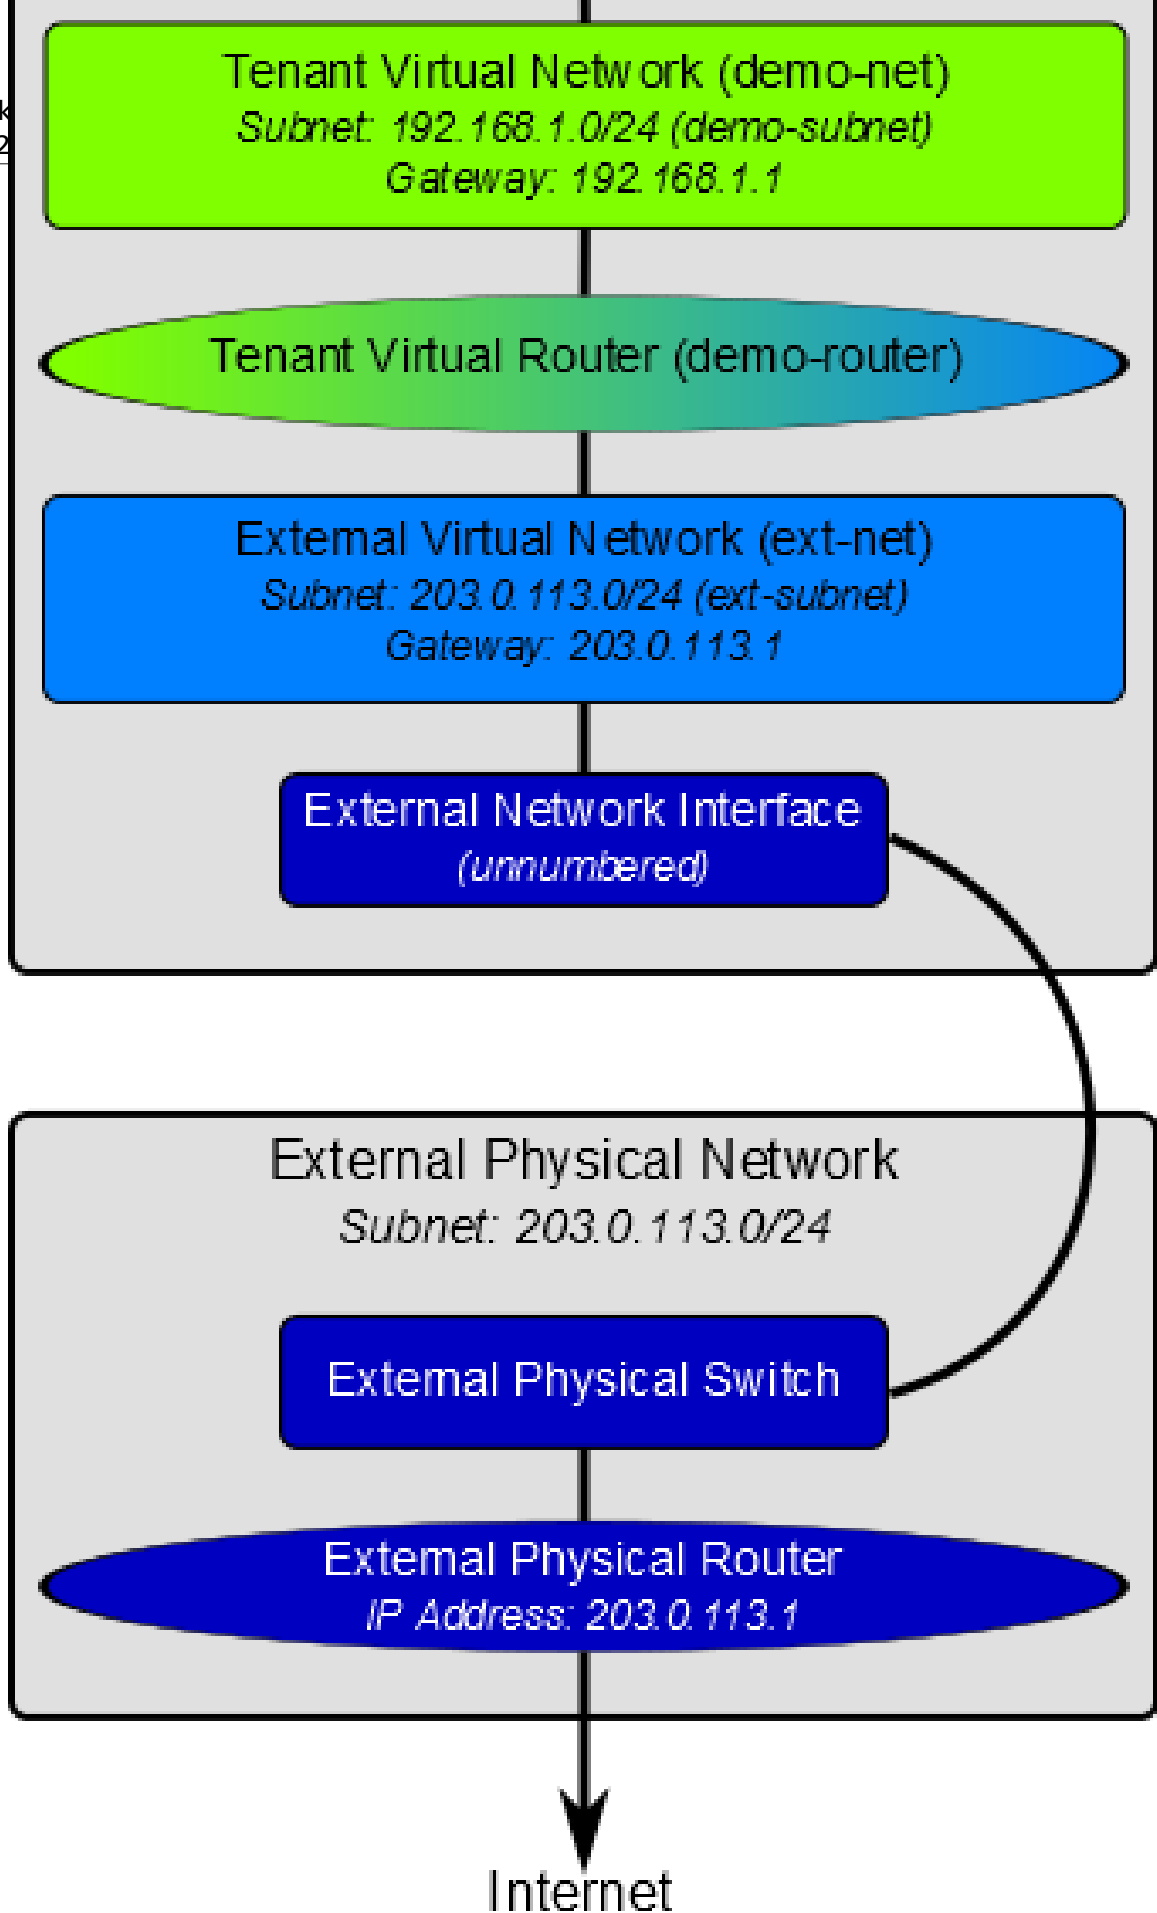 Tenant Virtual Network (demo-net)
Subnet: 192.168.1.0/24 (demo-subnet)
Gateway: 192.168.1.1
k
2
Tenant Virtual Router (demo-router)
External Virtual Network (ext-net)
Subnet: 203.0.113.0/24 (ext-subnet)
Gateway: 203.0.113.1
External Network Interface
(unnumbered)
External Physical Network
Subnet: 203.0.113.0/24
External Physical Switch
External Physical Router
IP Address: 203.0.113.1
Internet